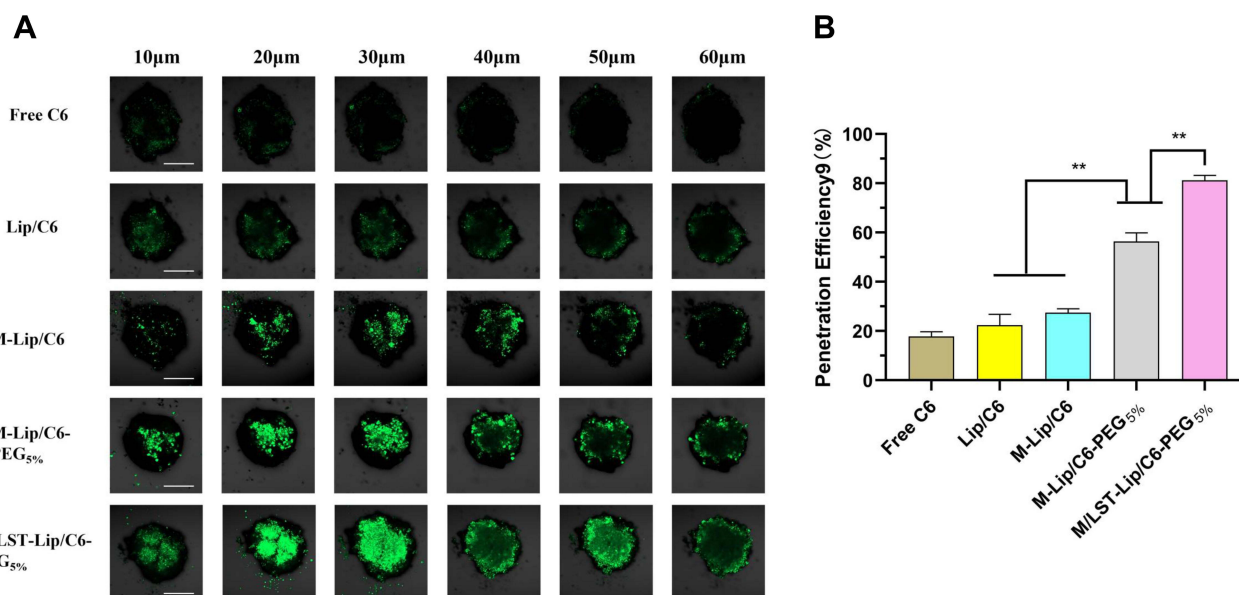 A
10μm 20μm 30μm 40μm 50μm 60μm
Free C6
Lip/C6
M-Lip/C6
M-Lip/C6-
PEG5%
LST-Lip/C6-
G5%
B
Penetration Efficiency9(%)
100
80
60
40
20
0
**
**
Free C6
Lip/C6
M-Lip/C6
M-Lip/C6-PEG5%
M/LST-Lip/C6-PEG5%